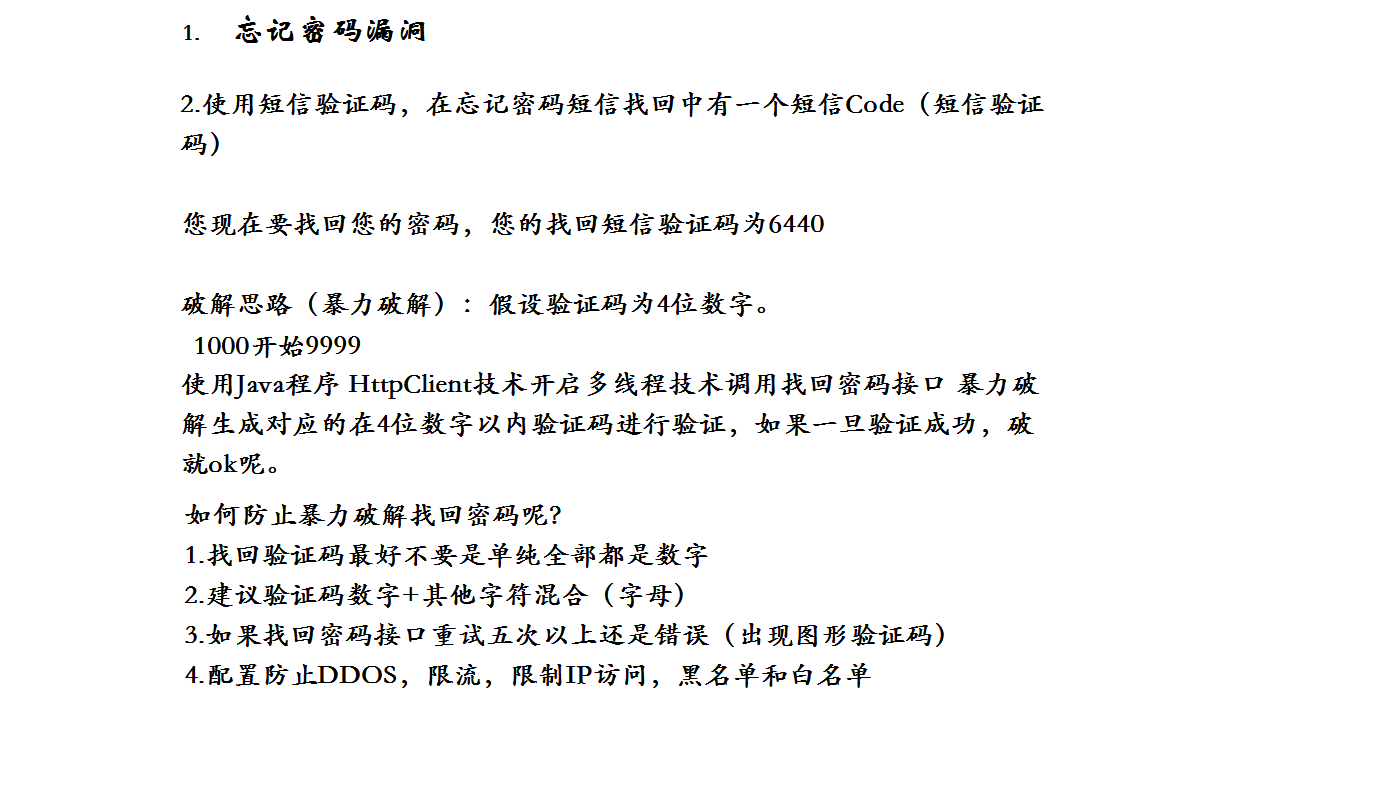 1. 忘记密码漏洞
2.使用短信验证码，在忘记密码短信找回中有一个短信Code（短信验证
码）
您现在要找回您的密码，您的找回短信验证码为6440
破解思路（暴力破解）：假设验证码为4位数字。
1000开始9999
使用Java程序 HttpClient技术开启多线程技术调用找回密码接口 暴力破
解生成对应的在4位数字以内验证码进行验证，如果一旦验证成功，破
就ok呢。
如何防止暴力破解找回密码呢？
1.找回验证码最好不要是单纯全部都是数字
2.建议验证码数字+其他字符混合（字母）
3.如果找回密码接口重试五次以上还是错误（出现图形验证码）
4.配置防止DDOS，限流，限制IP访问，黑名单和白名单